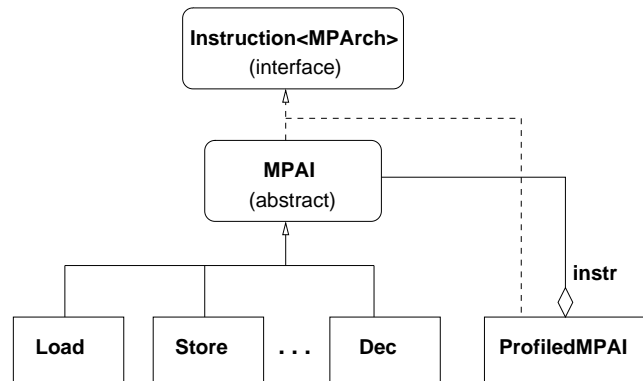 Instruction<MPArch>
(interface)
MPAI
(abstract)
instr
Load
Store
. . .
Dec
ProfiledMPAI